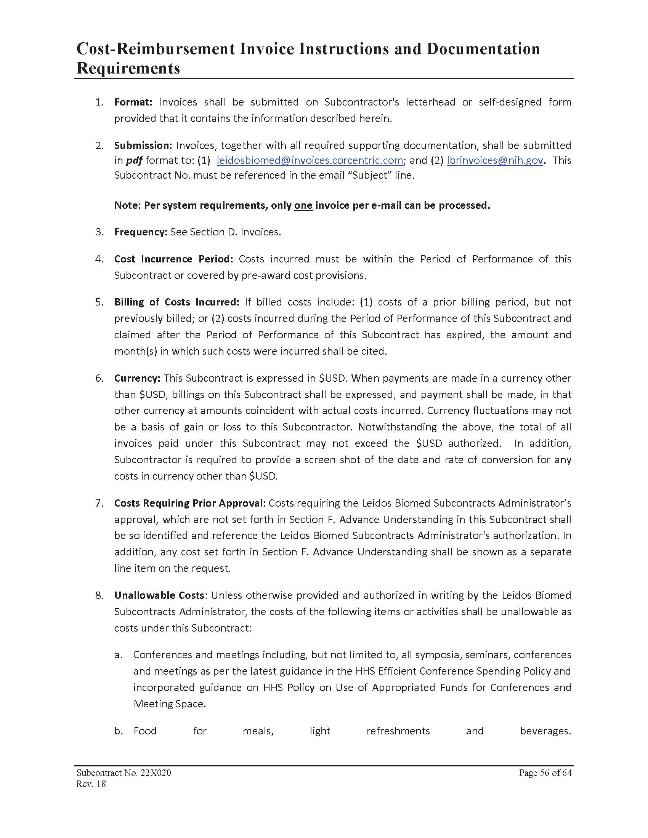 Cost-Reimbursement Invoice Instructions and Documentation
Requirements
1. Format: Invoices shall be submitted on Subcontractor's letterhead or self-designed form
provided that it contains the information described herein.
2. Submission: Invoices, together with all required supporting documentation, shall be submitted
in pdf format to: (1) leidosbiomed@invoices.corcentric.com; and (2) lbrinvoices@nih.gov. This
Subcontract No. must be referenced in the email “Subject” line.
Note: Per system requirements, only one invoice per e-mail can be processed.
3. Frequency: See Section D. Invoices.
4. Cost Incurrence Period: Costs incurred must be within the Period of Performance of this
Subcontract or covered by pre-award cost provisions.
5. Billing of Costs Incurred: If billed costs include: (1) costs of a prior billing period, but not
previously billed; or (2) costs incurred during the Period of Performance of this Subcontract and
claimed after the Period of Performance of this Subcontract has expired, the amount and
month(s) in which such costs were incurred shall be cited.
6. Currency: This Subcontract is expressed in $USD. When payments are made in a currency other
than $USD, billings on this Subcontract shall be expressed, and payment shall be made, in that
other currency at amounts coincident with actual costs incurred. Currency fluctuations may not
be a basis of gain or loss to this Subcontractor. Notwithstanding the above, the total of all
invoices paid under this Subcontract may not exceed the $USD authorized. In addition,
Subcontractor is required to provide a screen shot of the date and rate of conversion for any
costs in currency other than $USD.
7. Costs Requiring Prior Approval: Costs requiring the Leidos Biomed Subcontracts Administrator’s
approval, which are not set forth in Section F. Advance Understanding in this Subcontract shall
be so identified and reference the Leidos Biomed Subcontracts Administrator's authorization. In
addition, any cost set forth in Section F. Advance Understanding shall be shown as a separate
line item on the request.
8. Unallowable Costs: Unless otherwise provided and authorized in writing by the Leidos Biomed
Subcontracts Administrator, the costs of the following items or activities shall be unallowable as
costs under this Subcontract:
a. Conferences and meetings including, but not limited to, all symposia, seminars, conferences
and meetings as per the latest guidance in the HHS Efficient Conference Spending Policy and
incorporated guidance on HHS Policy on Use of Appropriated Funds for Conferences and
Meeting Space.
b. Food for meals, light refreshments and beverages.
Subcontract No. 22X020 Page 56 of 64
Rev. 18